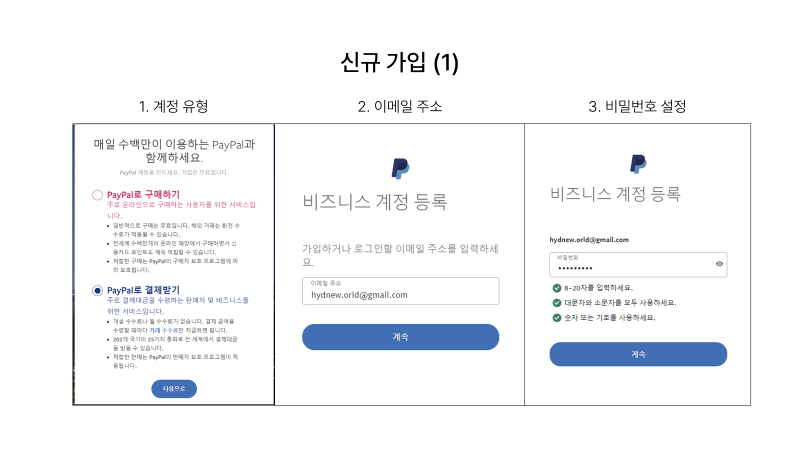 신규 가입 (1)
1. 계정 유형
2. 이메일 주소
3. 비밀번호 설정
매일 수백만이 이용하는 PayPal과
함께하세요.
PayPal 계정을 만드세요. 가입은 무료입니다.
PayPal로 구매하기
주로 온라인으로 구매하는 사용자를 위한 서비스입
니다.
• 일반적으로 구매는 무료입니다. 해외 거래는 환전 수
수료가 적용될 수 있습니다.
• 전세계 수백만개의 온라인 매장에서 구매하면서 신
용카드 포인트도 계속 적립할 수 있습니다.
• 적합한 구매는 PayPal의 구매자 보호 프로그램에 따
라 보호됩니다.
PayPal로 결제받기
주로 결제대금을 수령하는 판매자 및 비즈니스를
위한 서비스입니다.
• 개설 수수료나 월 수수료가 없습니다. 결제 금액을
수령할 때마다 거래 수수료만 지급하면 됩니다.
• 202개 국가의 25가지 통화로 전 세계에서 결제대금
을 받을 수 있습니다.
• 적합한 판매는 PayPal의 판매자 보호 프로그램이 적
용됩니다.
다음으로
비즈니스 계정 등록
가입하거나 로그인할 이메일 주소를 입력하세
요.
이메일 주소
hydnew.orld@gmail.com
계속
비즈니스 계정 등록
hydnew.orld@gmail.com
비밀번호
•••••••••
8~20자를 입력하세요.
대문자와 소문자를 모두 사용하세요.
숫자 또는 기호를 사용하세요.
계속